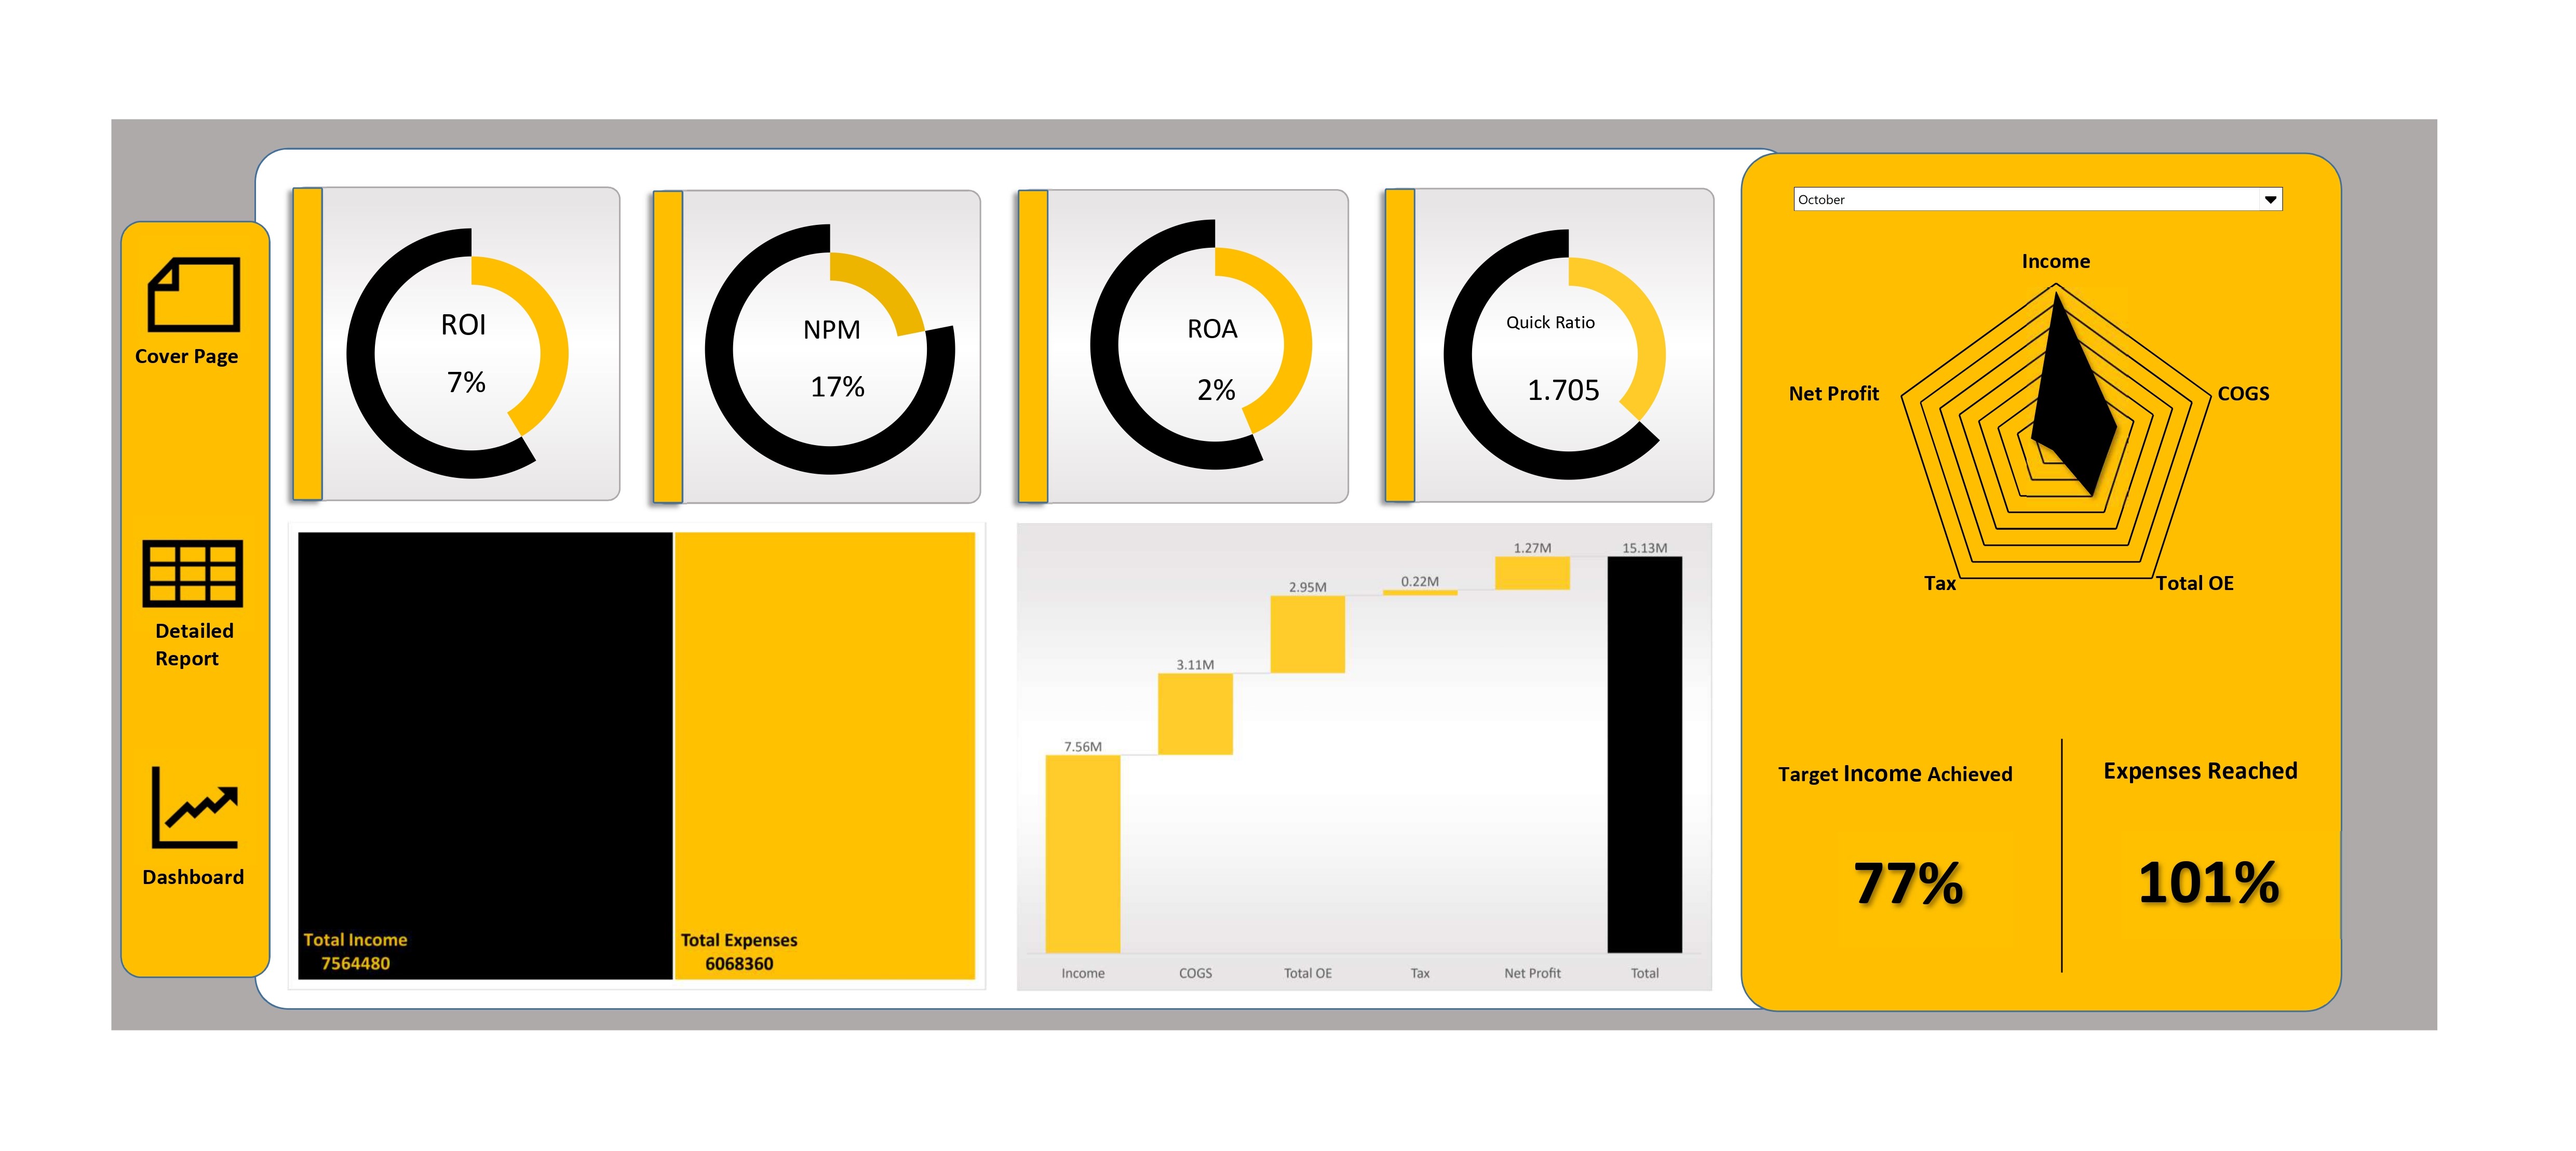 Cover Page
Detailed
Report
Dashboard
ROI
7%
NPM
17%
ROA
2%
Quick Ratio
1.705
Total Income
7564480
Total Expenses
6068360
7.56M
3.11M
2.95M
0.22M
1.27M
15.13M
Income
COGS
Total OE
Tax
Net Profit
Total
October
Income
Net Profit
COGS
Tax
Total OE
Target Income Achieved
77%
Expenses Reached
101%